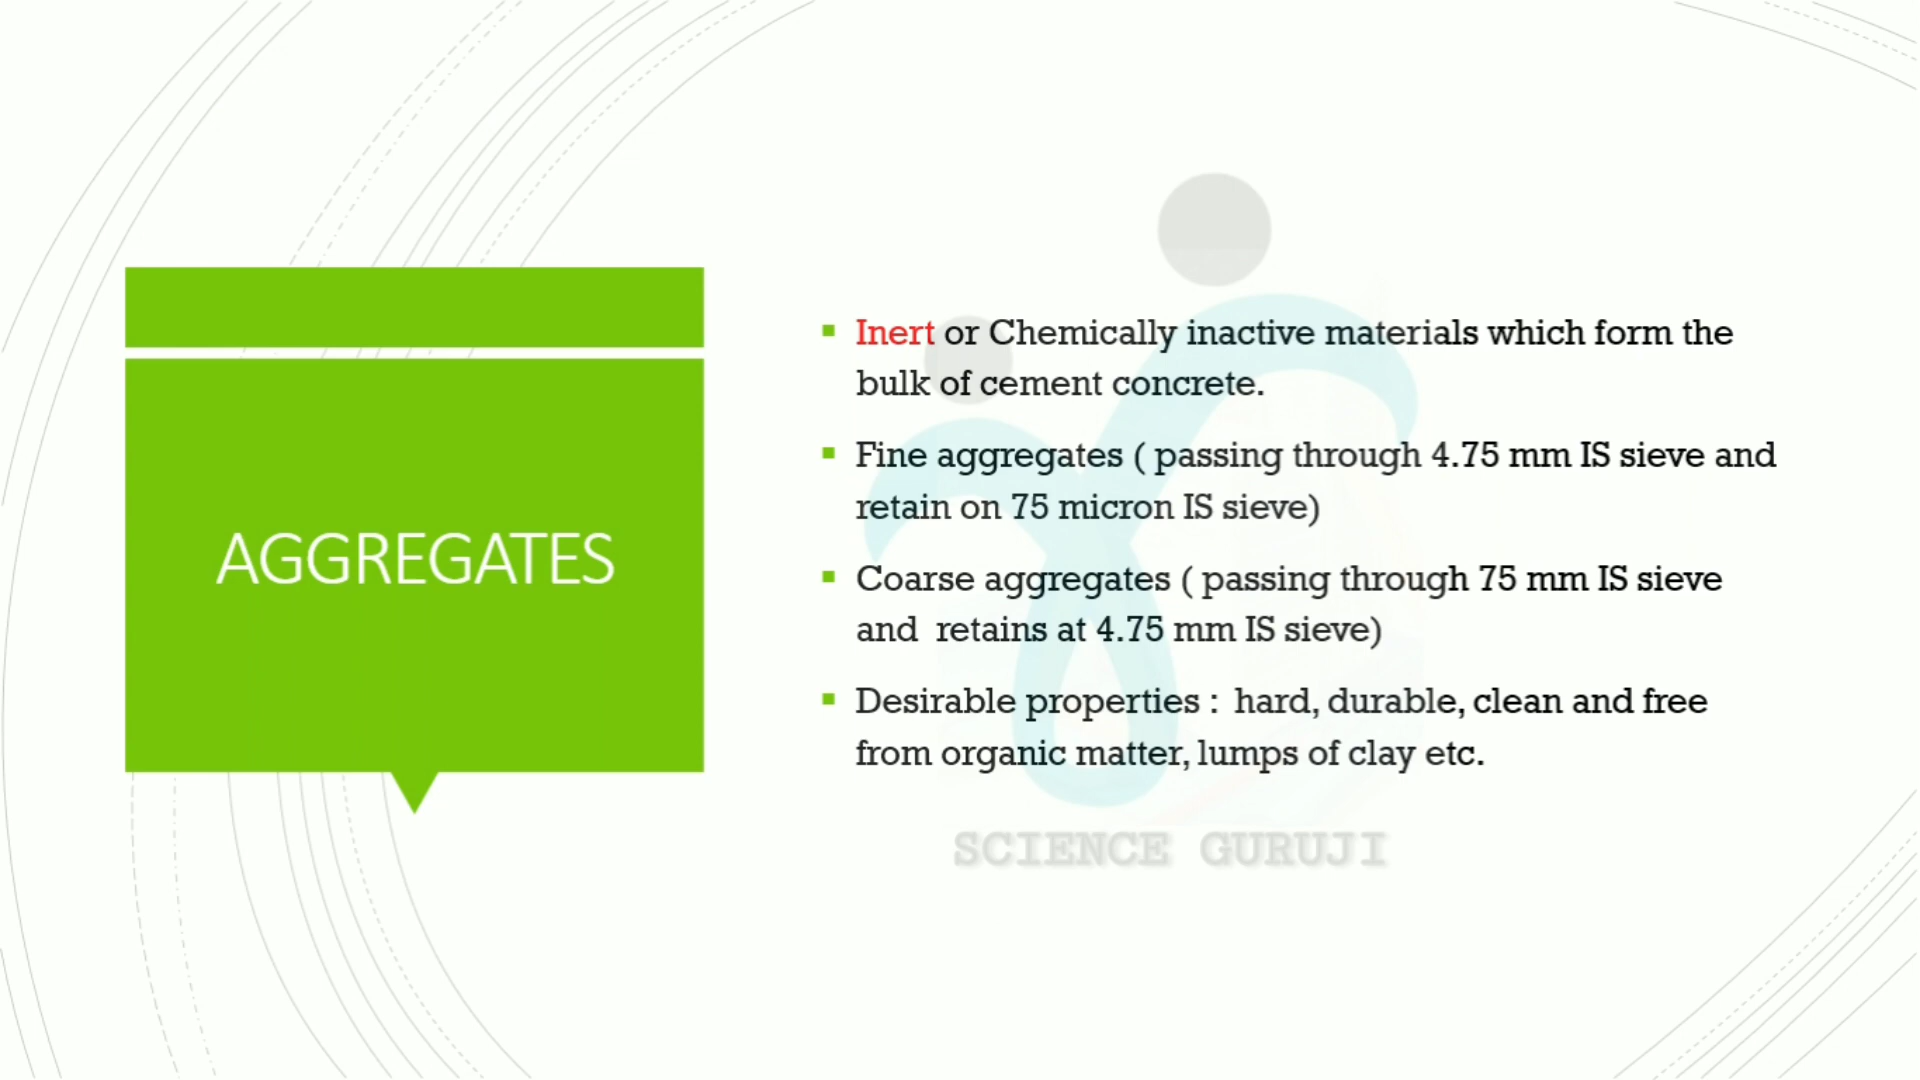 AGGREGATES
▪ Inert or Chemically inactive materials which form the
bulk of cement concrete.
▪ Fine aggregates ( passing through 4.75 mm IS sieve and
retain on 75 micron IS sieve)
▪ Coarse aggregates ( passing through 75 mm IS sieve
and  retains at 4.75 mm IS sieve)
▪ Desirable properties :  hard, durable, clean and free
from organic matter, lumps of clay etc.
SCIENCE GURUJI